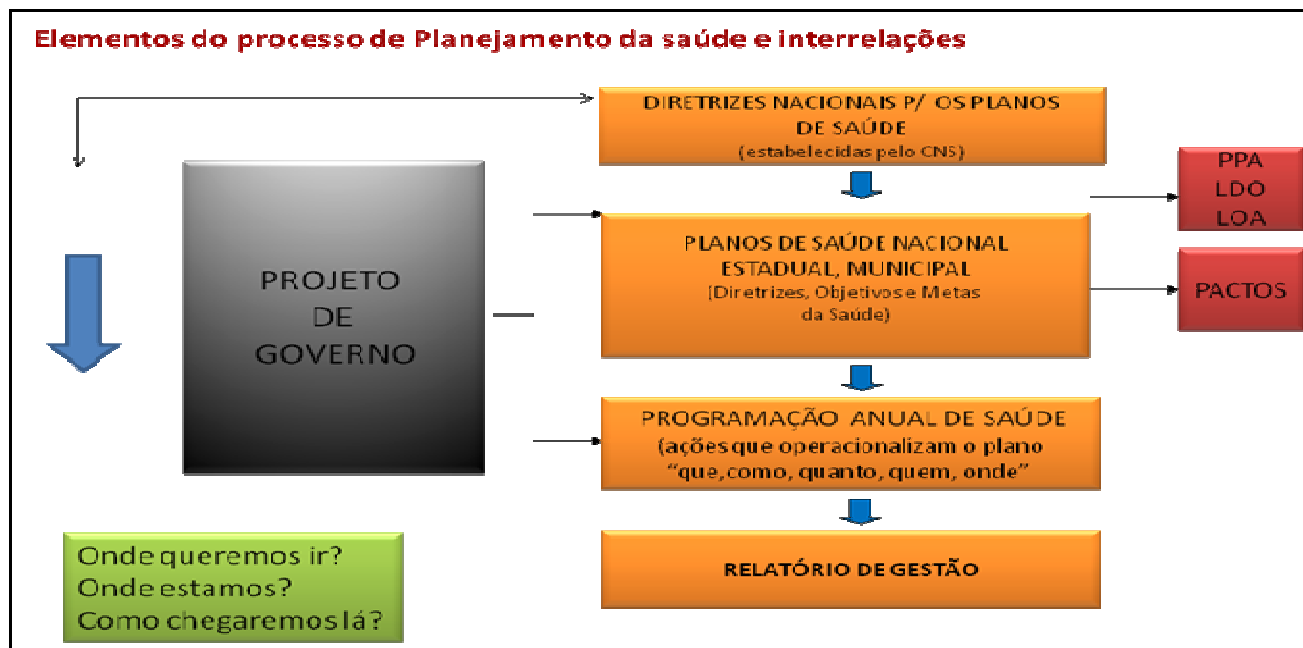 Elementos do processo de Planejamento da saúde e interrelações
DIRETRIZES NACIONAIS P/ OS PLANOS
DE SAÚDE
(estabelecidas pelo CNS)
PPA
LDO
LOA
PROJETO
DE
GOVERNO
PLANOS DE SAÚDE NACIONAL
ESTADUAL, MUNICIPAL
(Diretrizes, Objetivos e Metas
da Saúde)
PACTOS
PROGRAMAÇÃO ANUAL DE SAÚDE
(ações que operacionalizam o plano
“que,como, quanto, quem, onde”
RELATÓRIO DE GESTÃO
Onde queremos ir?
Onde estamos?
Como chegaremos lá?